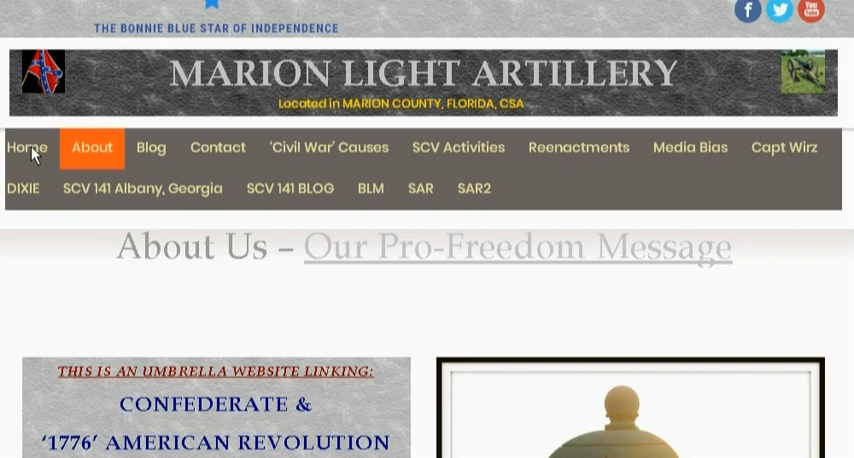 THE BONNIE BLUE STAR OF INDEPENDENCE
You Tube
MARION LIGHT ARTILLERY
Located in MARION COUNTY, FLORIDA, CSA
Home About Blog Contact 'Civil War' Causes SCV Activities Reenactments Media Bias Capt Wirz
DIXIE SCV 141 Albany, Georgia SCV 141 BLOG BLM SAR SAR2
About Us – Our Pro-Freedom Message
THIS IS AN UMBRELLA WEBSITE LINKING:
CONFEDERATE &
‘1776’ AMERICAN REVOLUTION